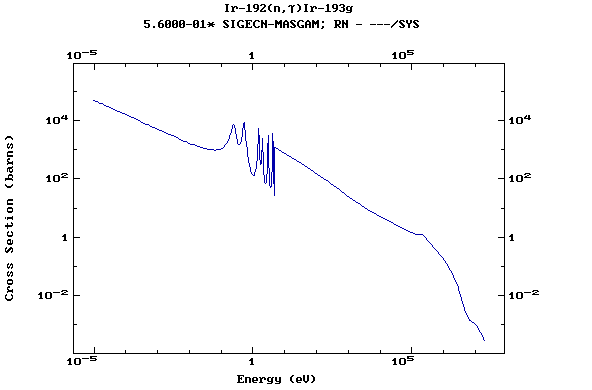 Ir-192(n,γ)Ir-193g
5.6000-01* SIGECN-MASGAM; RN - ---/SYS
10⁻⁵ 1 10⁵
10⁴ 10⁴
10² 10²
1 1
10⁻² 10⁻²
10⁻⁵ 1 10⁵
Cross Section (barns)
Energy (eV)